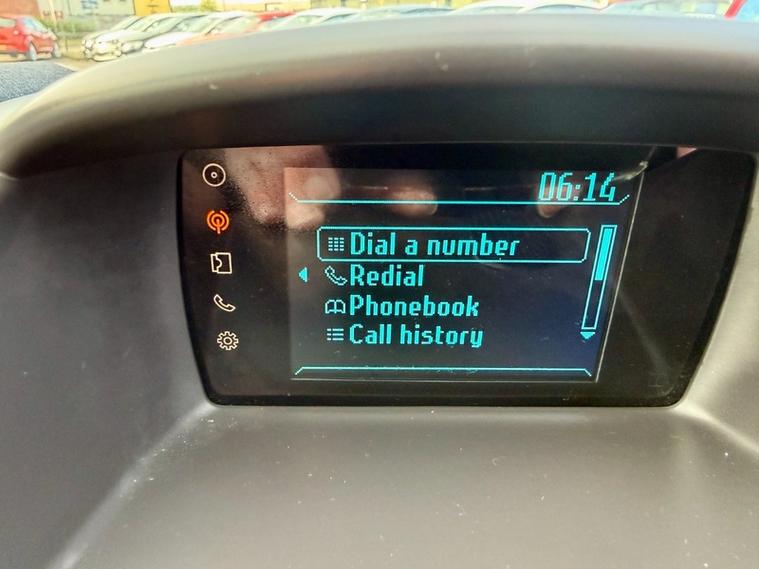 06:14
Dial a number
Redial
Phonebook
Call history